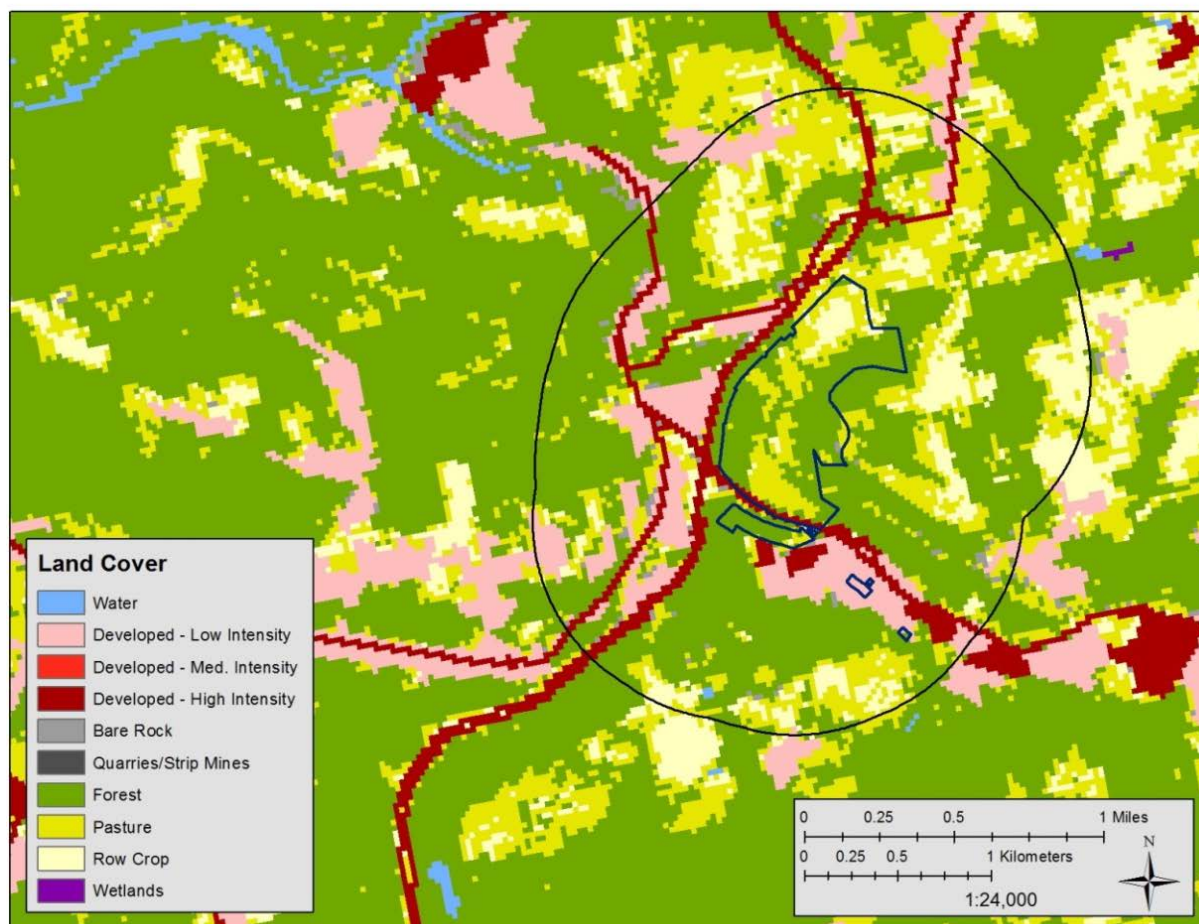 Land Cover
Water
Developed - Low Intensity
Developed - Med. Intensity
Developed - High Intensity
Bare Rock
Quarries/Strip Mines
Forest
Pasture
Row Crop
Wetlands
0 0.25 0.5 1 Miles
0 0.25 0.5 1 Kilometers
N
1:24,000